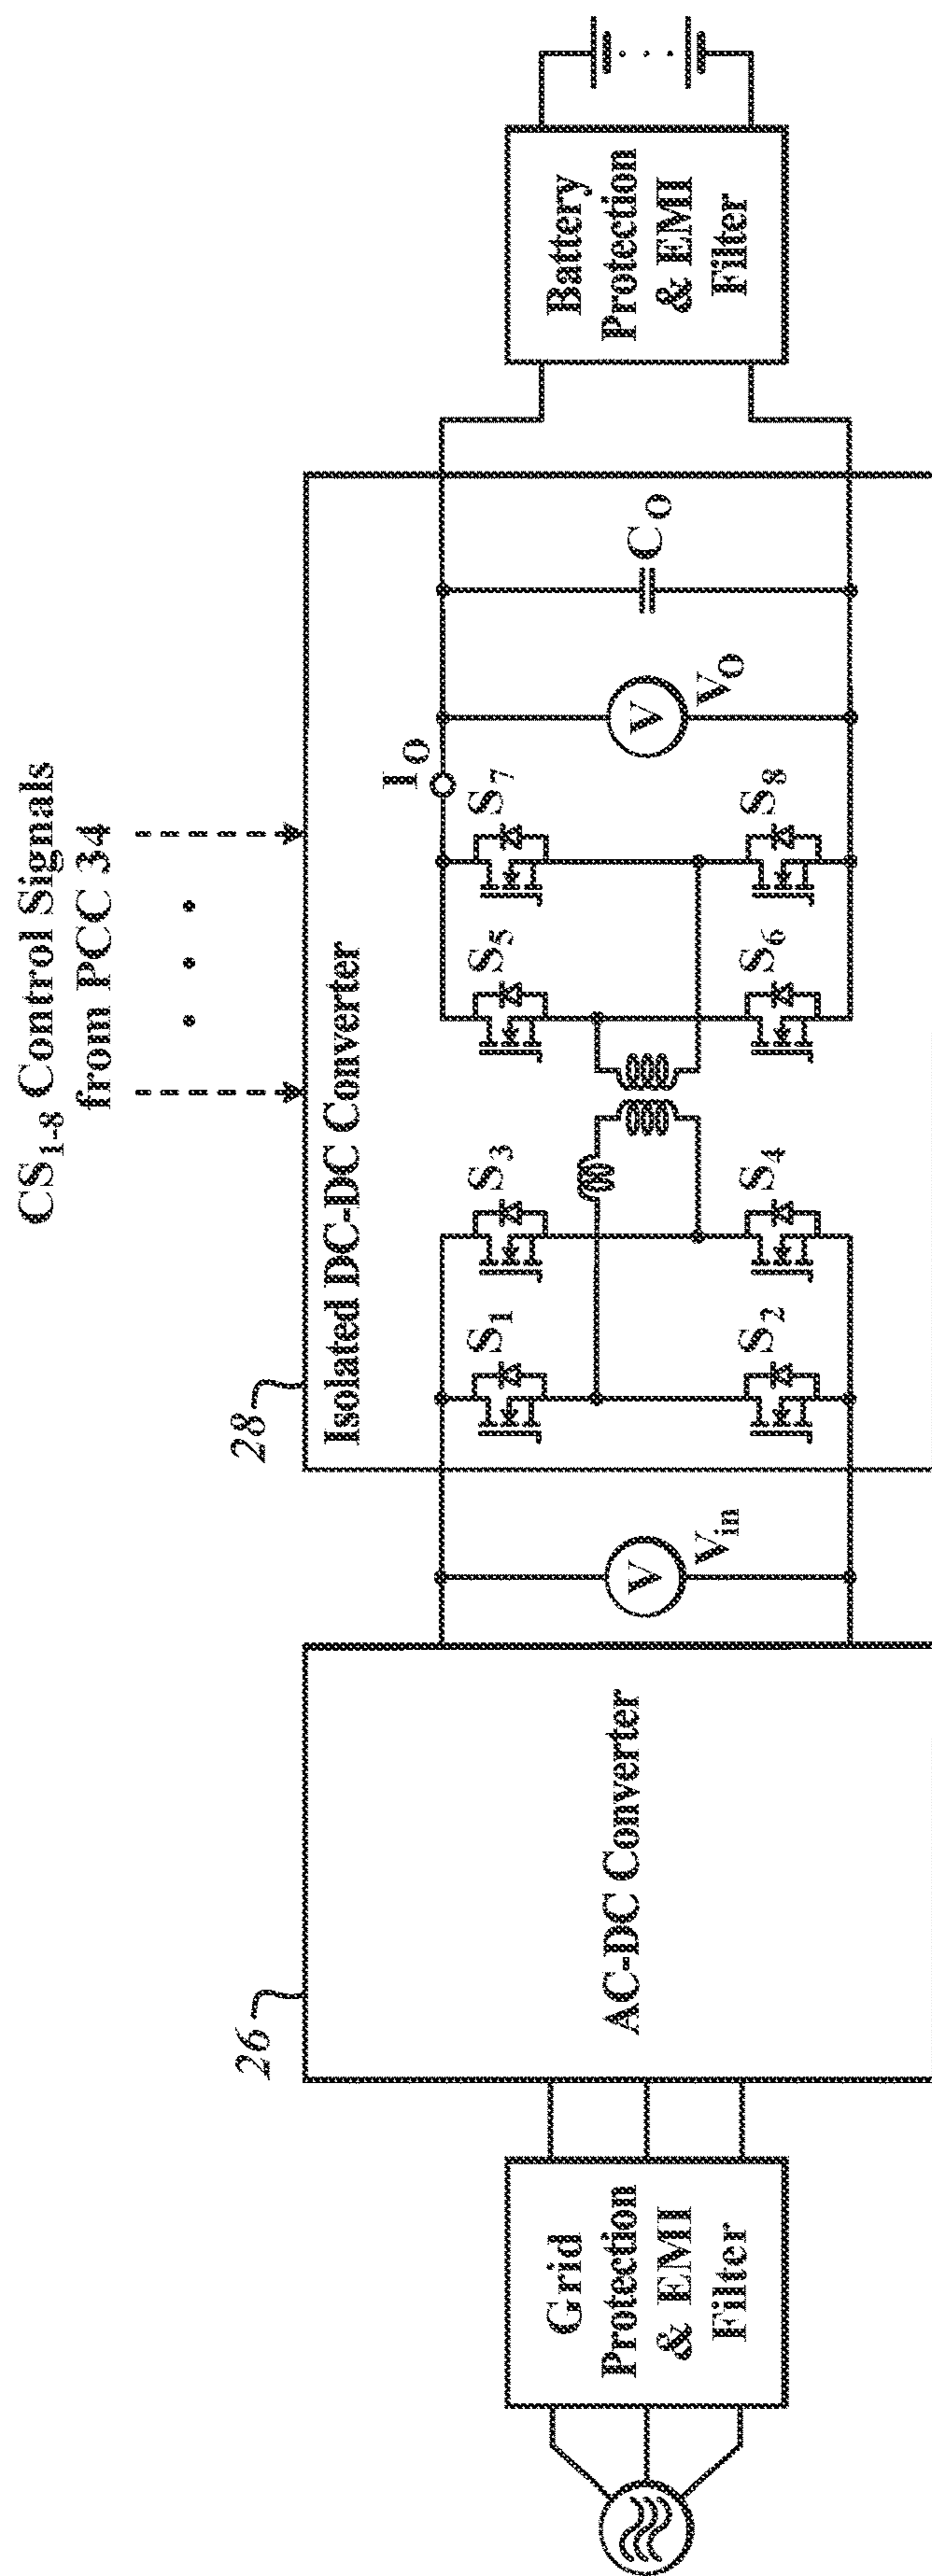 CS1-8 Control Signals
from PCC 34
28
Isolated DC-DC Converter
26
AC-DC Converter
Grid
Protection
& EMI
Filter
V
Vin
S1
S2
S3
S4
S5
S6
S7
S8
IO
V
VO
CO
Battery
Protection
& EMI
Filter